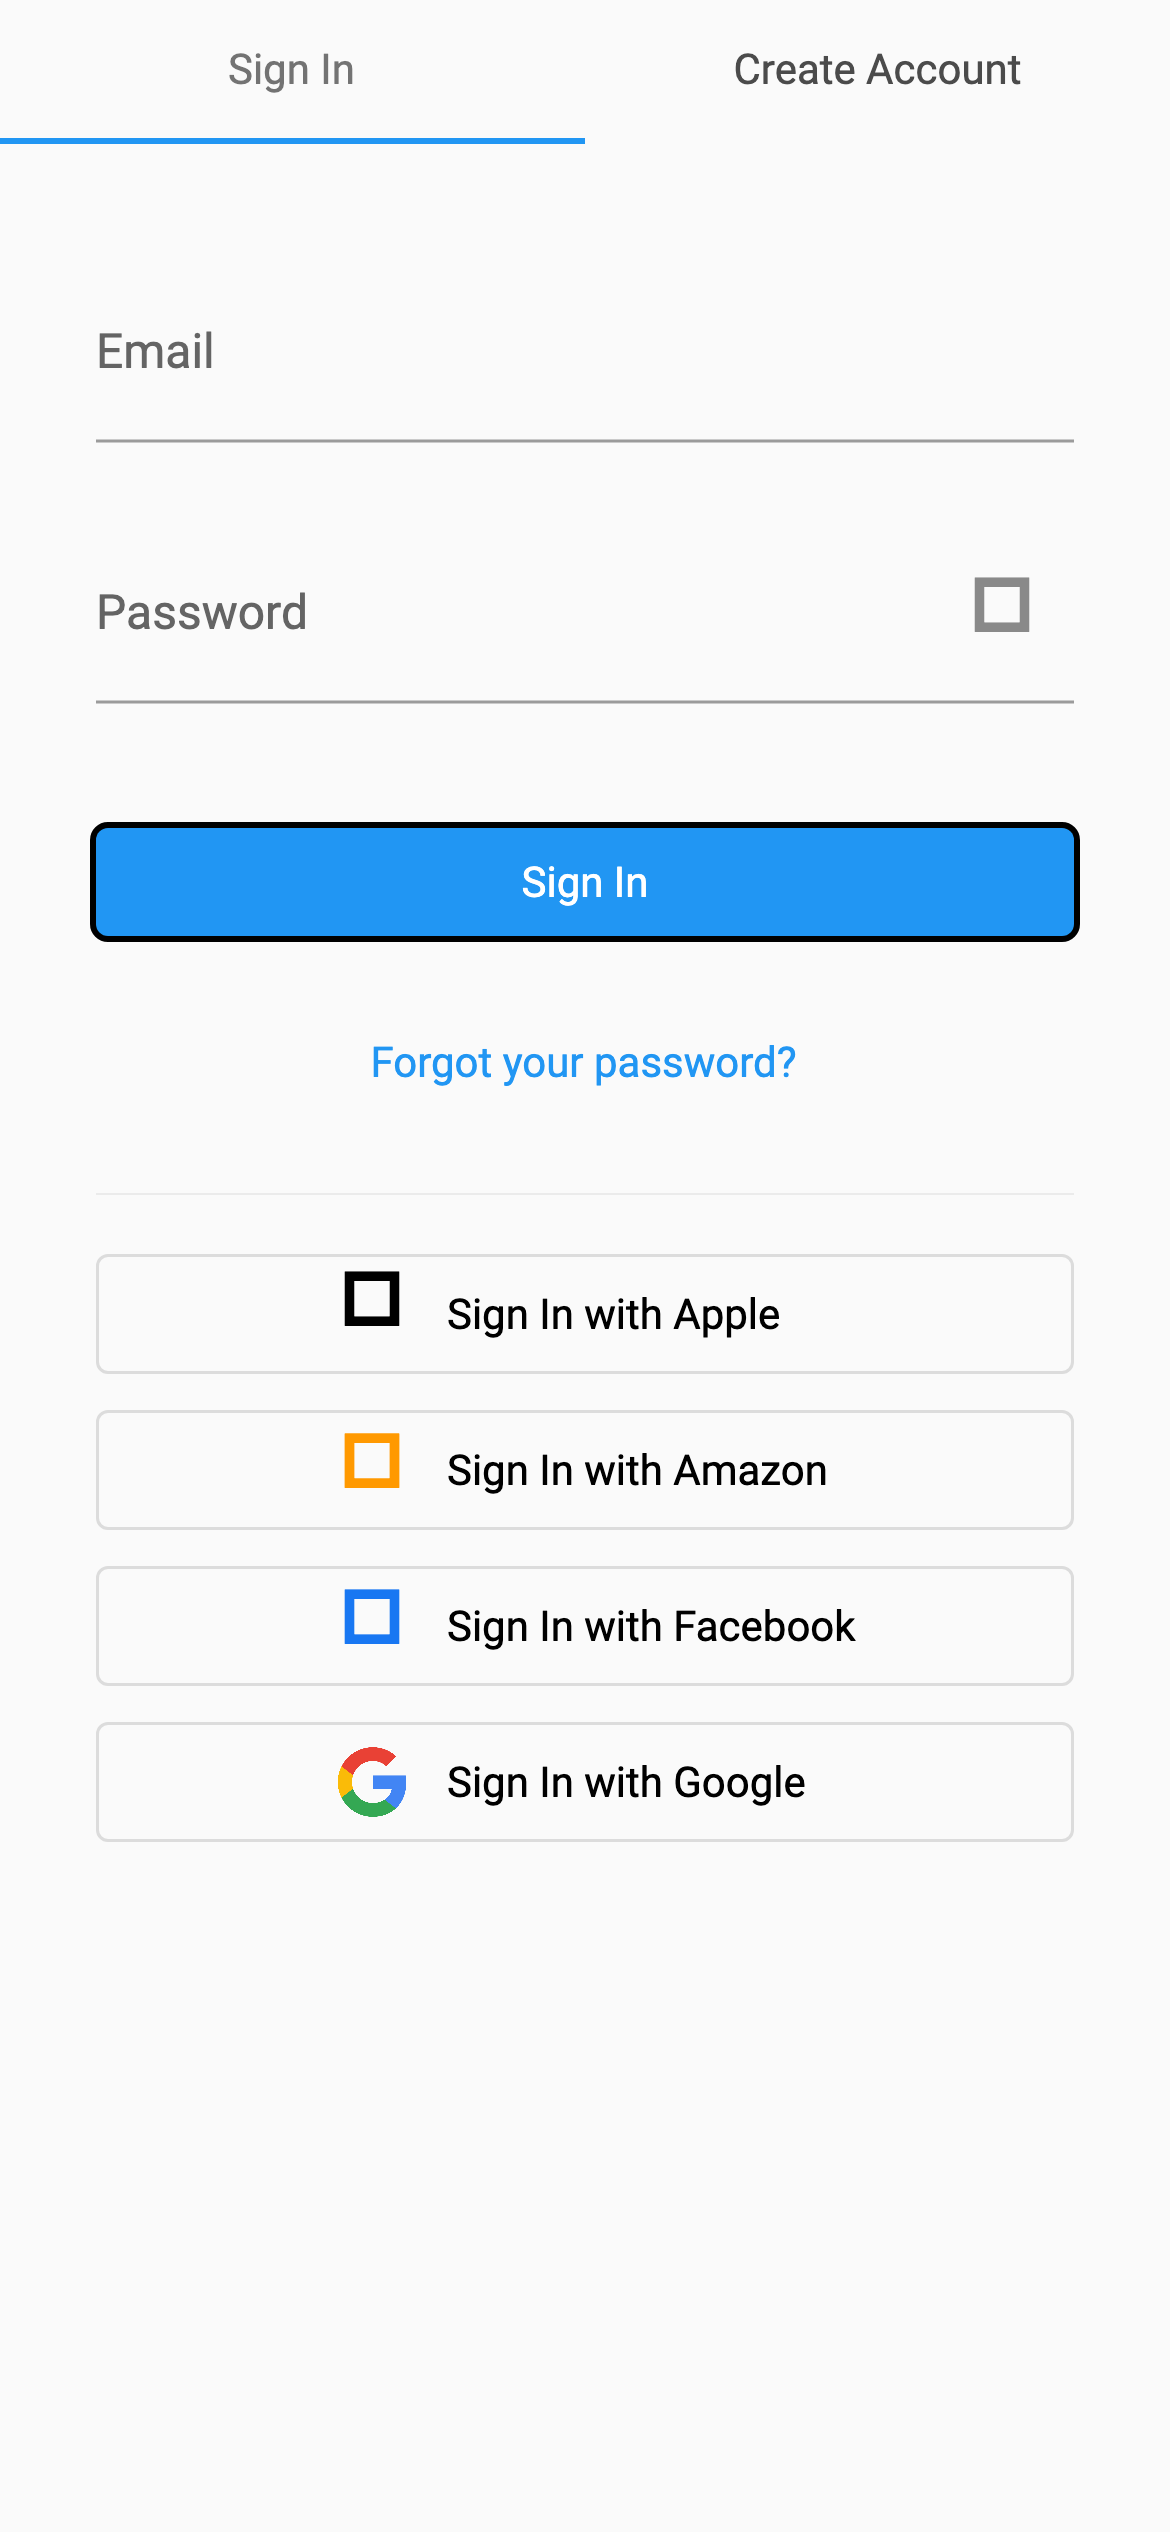 Sign In
Create Account
Email
Password
Sign In
Forgot your password?
Sign In with Apple
Sign In with Amazon
Sign In with Facebook
Sign In with Google